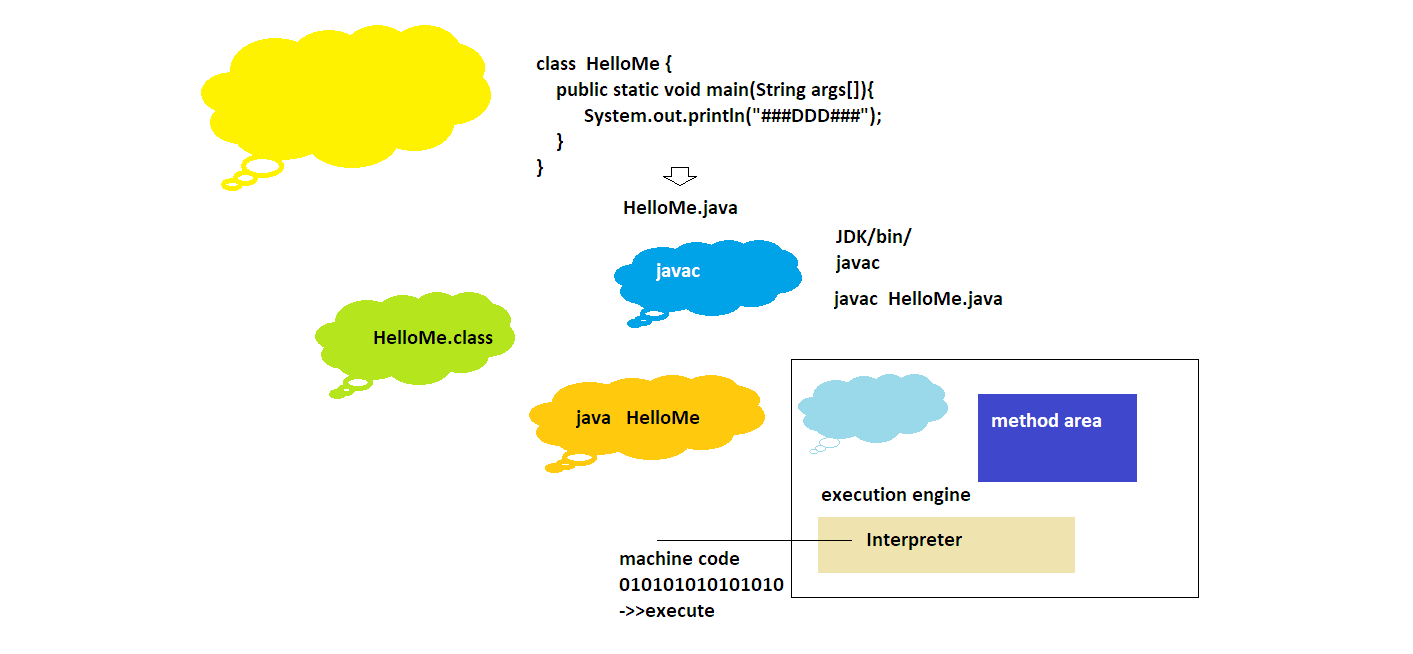 class  HelloMe {
    public static void main(String args[]){
        System.out.println("###DDD###");
    }
}
HelloMe.java
javac
JDK/bin/
javac
javac  HelloMe.java
HelloMe.class
java   HelloMe
method area
execution engine
Interpreter
machine code
010101010101010
->>execute